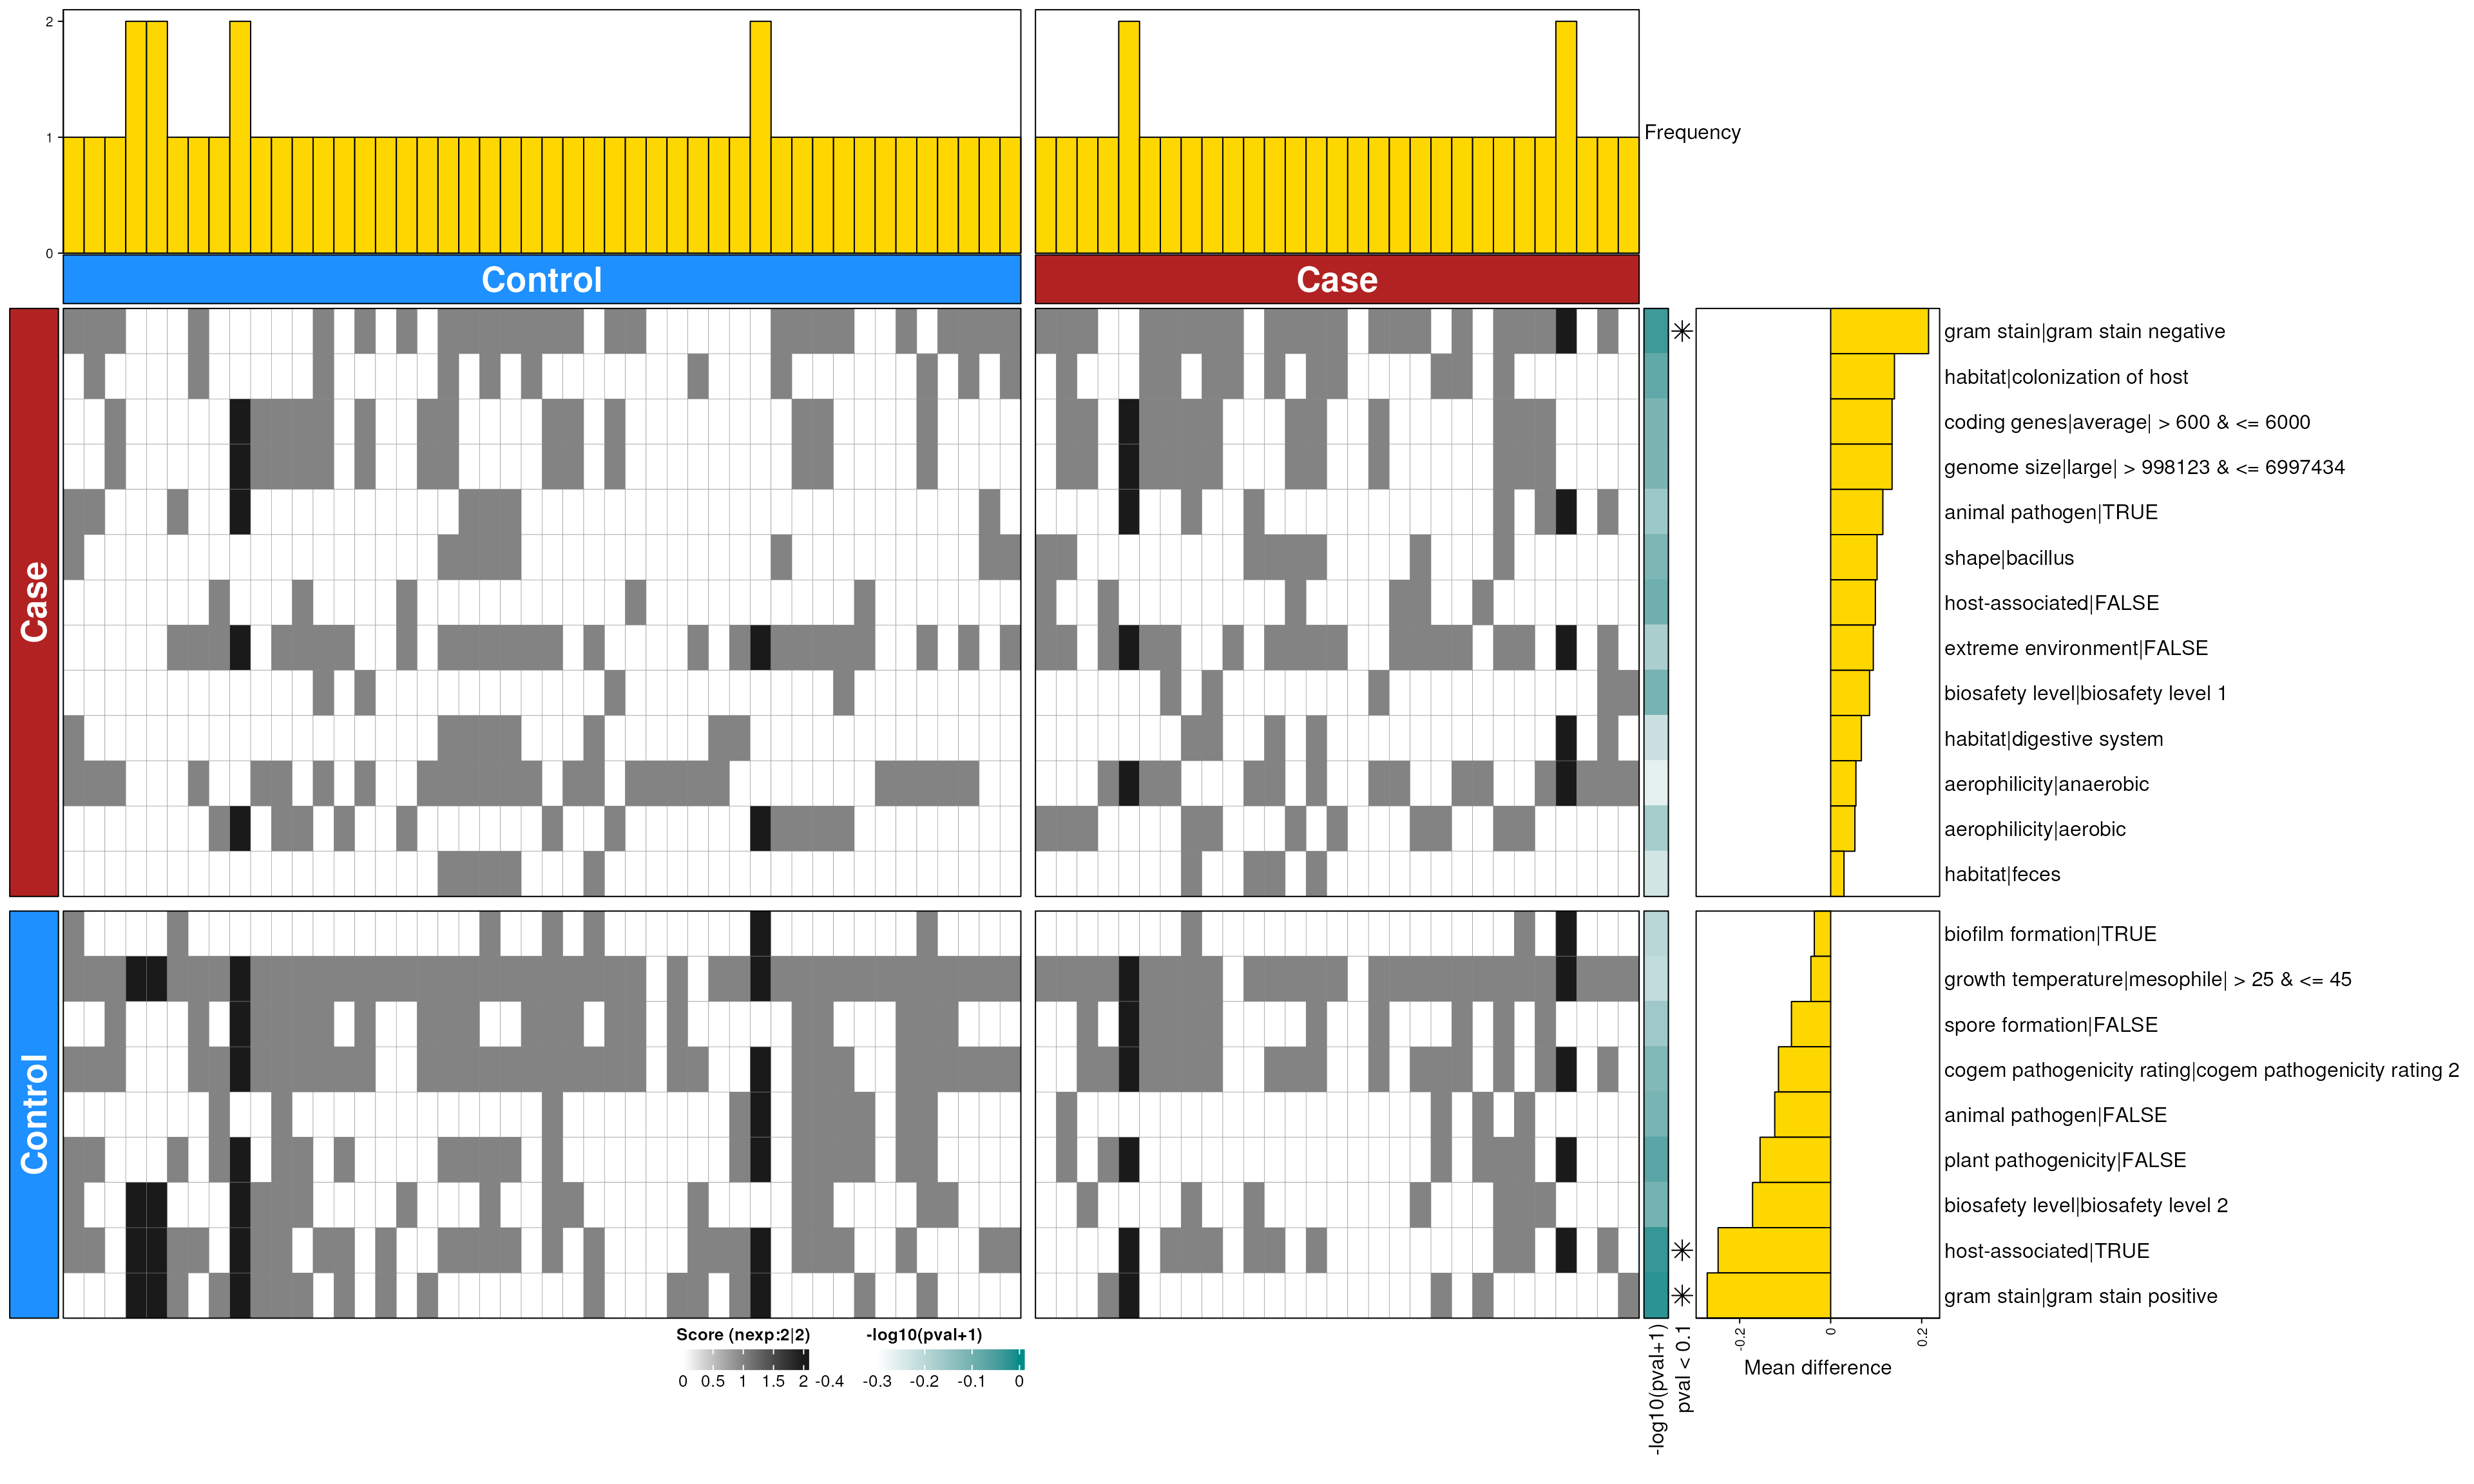 2
1
0
Frequency
Control
Case
Case
gram stain|gram stain negative
habitat|colonization of host
coding genes|average| > 600 & <= 6000
genome size|large| > 998123 & <= 6997434
animal pathogen|TRUE
shape|bacillus
host-associated|FALSE
extreme environment|FALSE
biosafety level|biosafety level 1
habitat|digestive system
aerophilicity|anaerobic
aerophilicity|aerobic
habitat|feces
Control
biofilm formation|TRUE
growth temperature|mesophile| > 25 & <= 45
spore formation|FALSE
cogem pathogenicity rating|cogem pathogenicity rating 2
animal pathogen|FALSE
plant pathogenicity|FALSE
biosafety level|biosafety level 2
host-associated|TRUE
gram stain|gram stain positive
Score (nexp:2|2)
0 0.5 1 1.5 2
-log10(pval+1)
-0.4 -0.3 -0.2 -0.1 0
-log10(pval+1)
pval < 0.1
-0.2 0 0.2
Mean difference